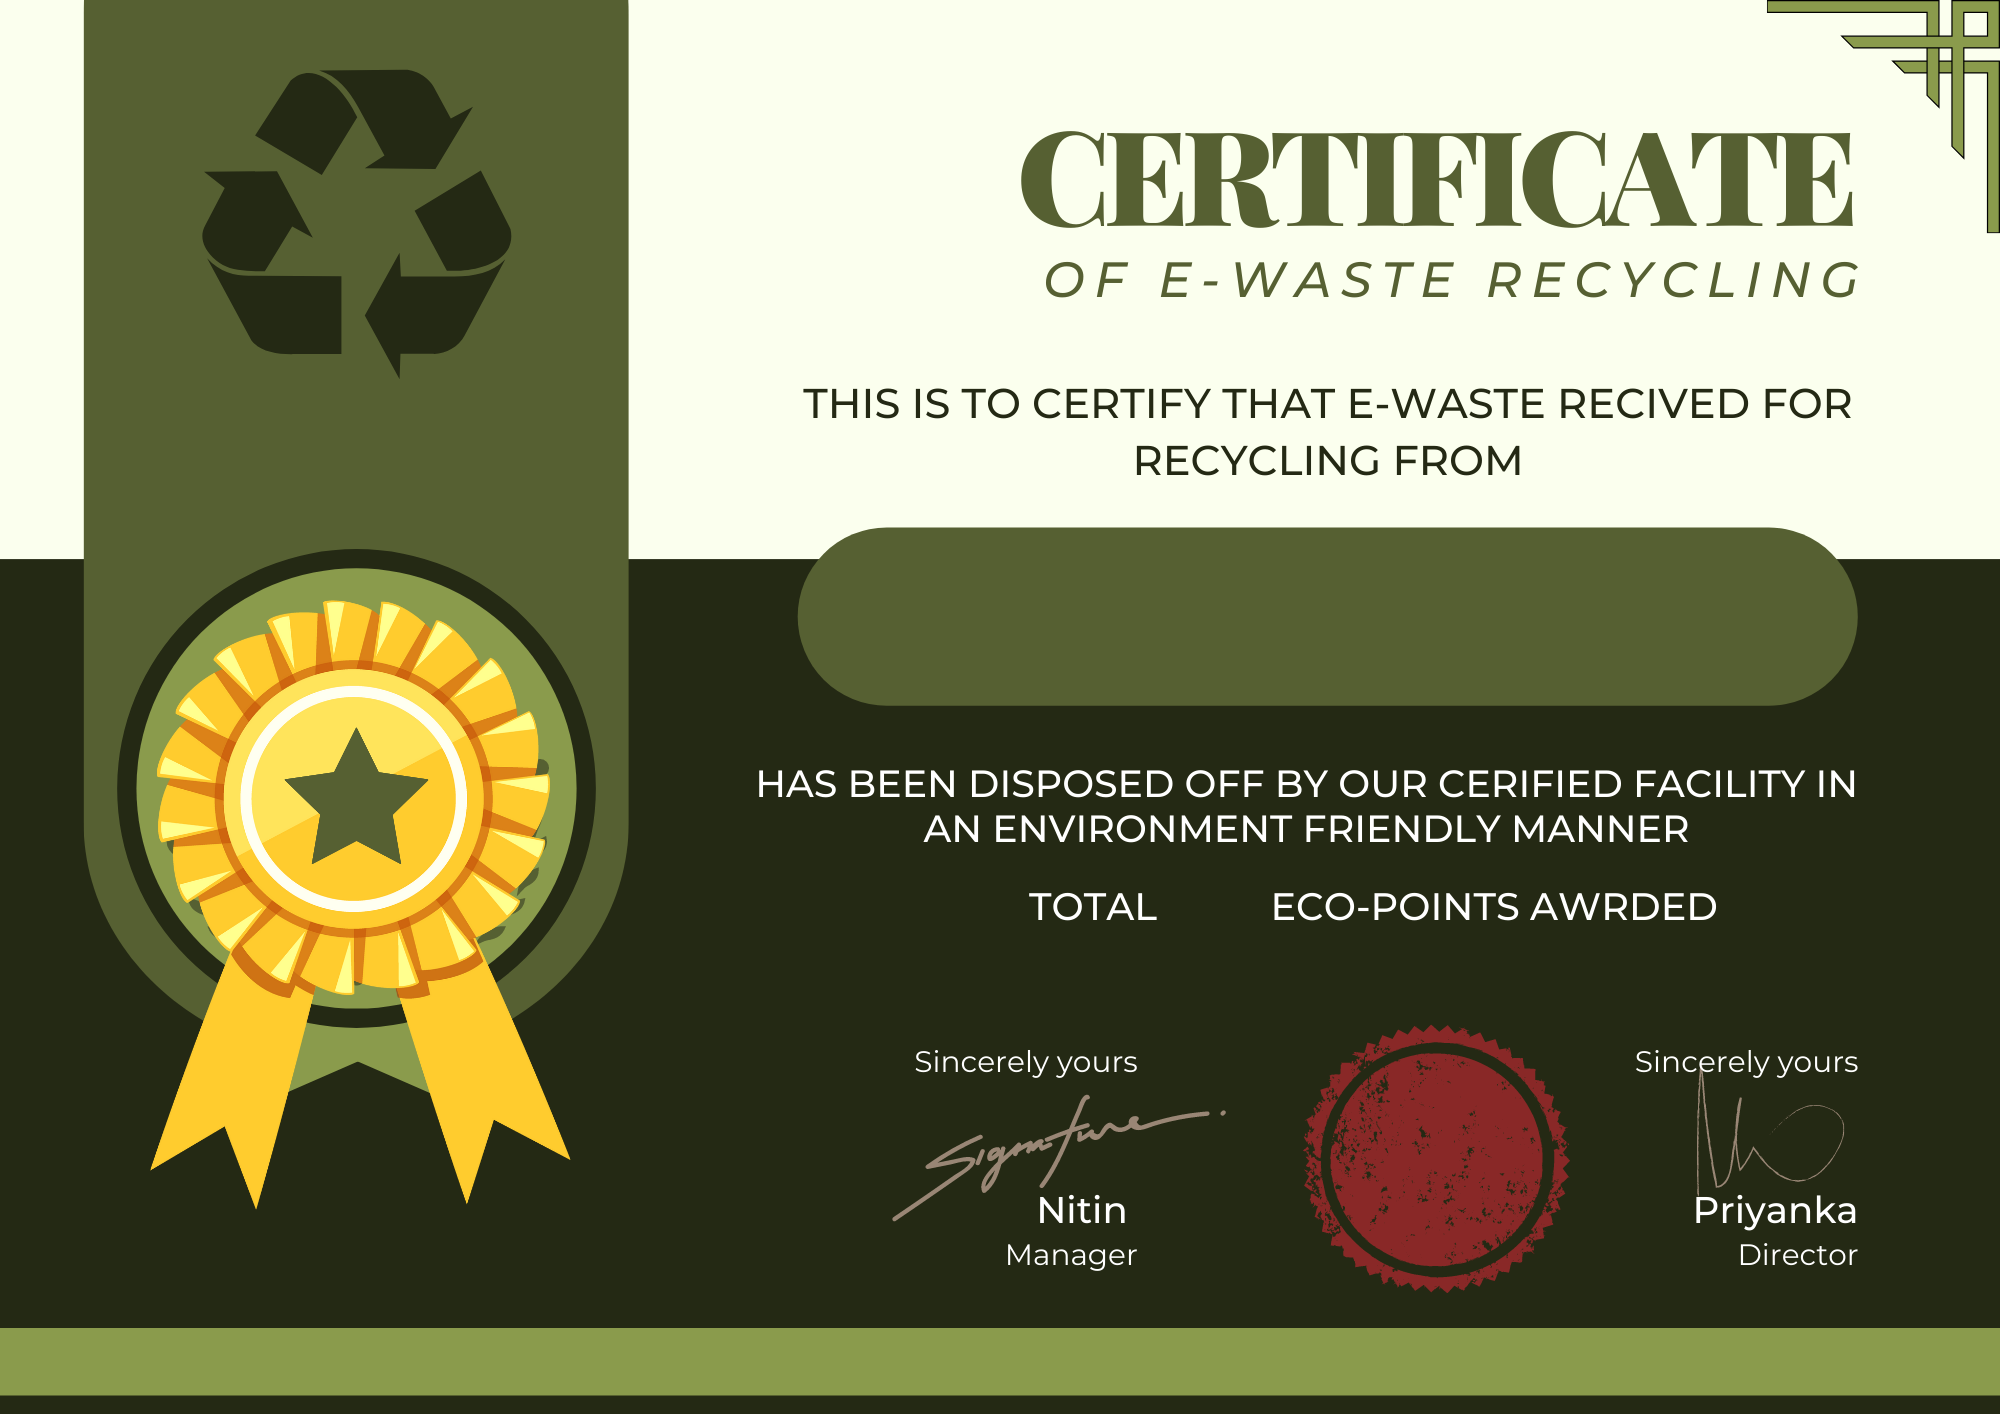 CERTIFICATE
OF E-WASTE RECYCLING
THIS IS TO CERTIFY THAT E-WASTE RECIVED FOR
RECYCLING FROM
HAS BEEN DISPOSED OFF BY OUR CERIFIED FACILITY IN
AN ENVIRONMENT FRIENDLY MANNER
TOTAL ECO-POINTS AWRDED
Sincerely yours
Signature
Nitin
Manager
Sincerely yours
Priyanka
Director